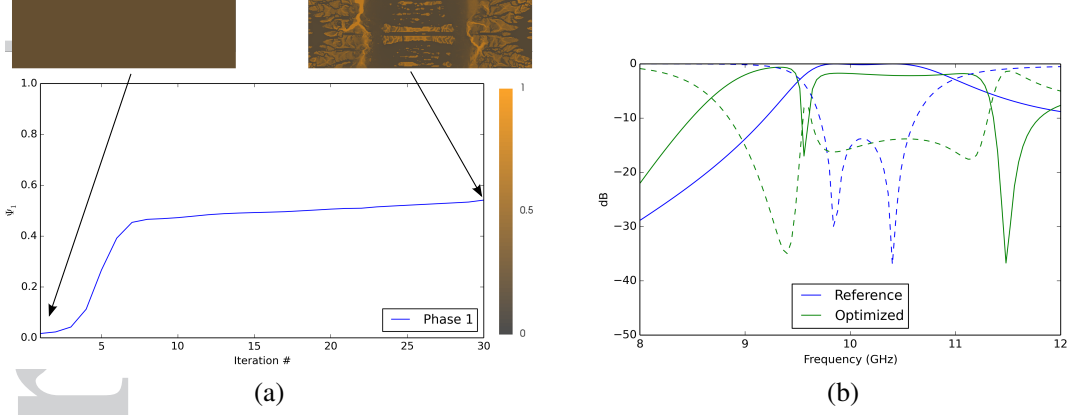 1.0
0.8
0.6
0.4
0.2
0.0
Ψ1
5
10
15
20
25
30
Iteration #
Phase 1
1
0.5
0
(a)
0
−10
−20
−30
−40
−50
dB
8
9
10
11
12
Frequency (GHz)
Reference
Optimized
(b)